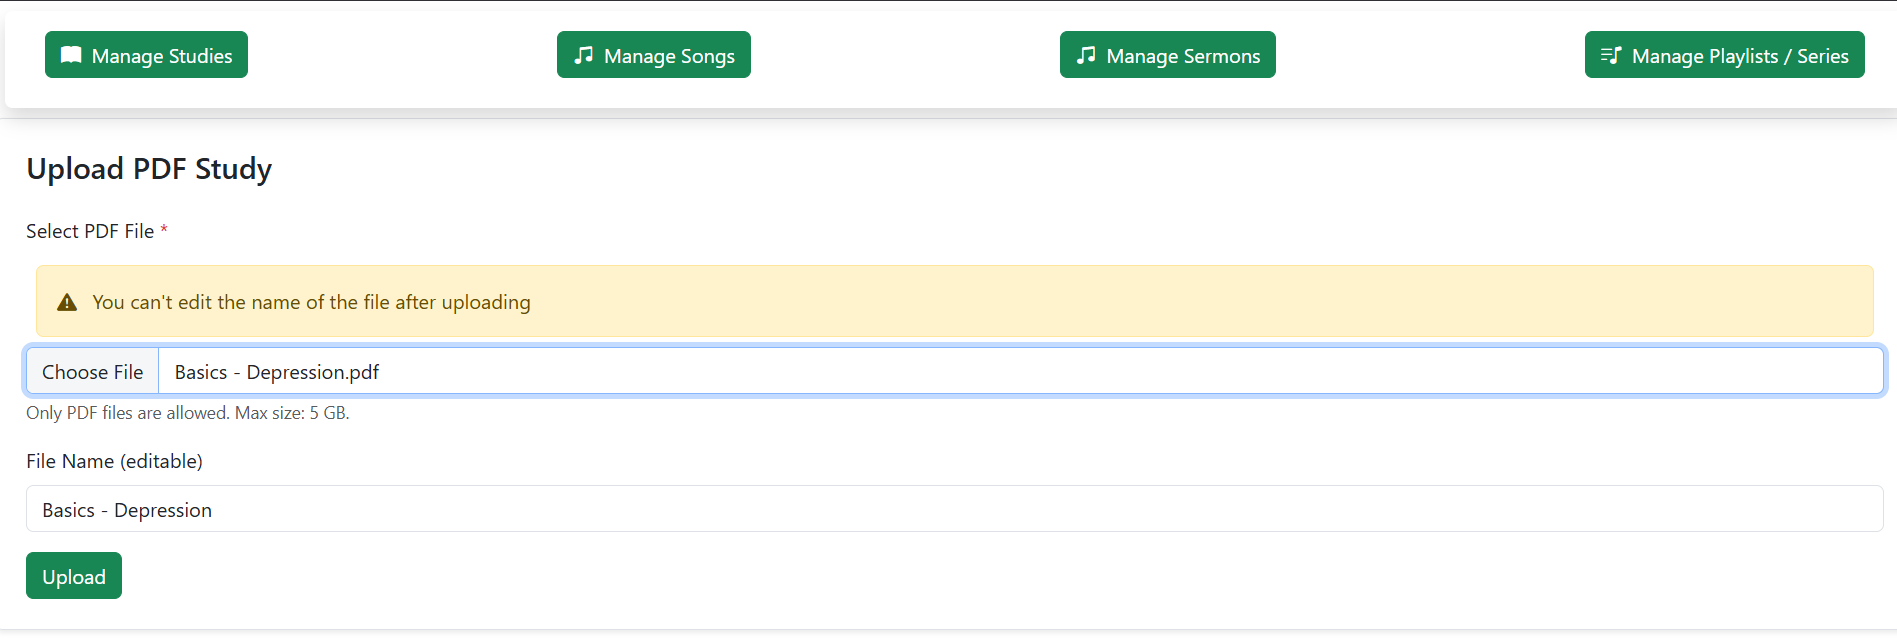 Manage Studies
Manage Songs
Manage Sermons
Manage Playlists / Series
Upload PDF Study
Select PDF File *
You can't edit the name of the file after uploading
Choose File Basics - Depression.pdf
Only PDF files are allowed. Max size: 5 GB.
File Name (editable)
Basics - Depression
Upload